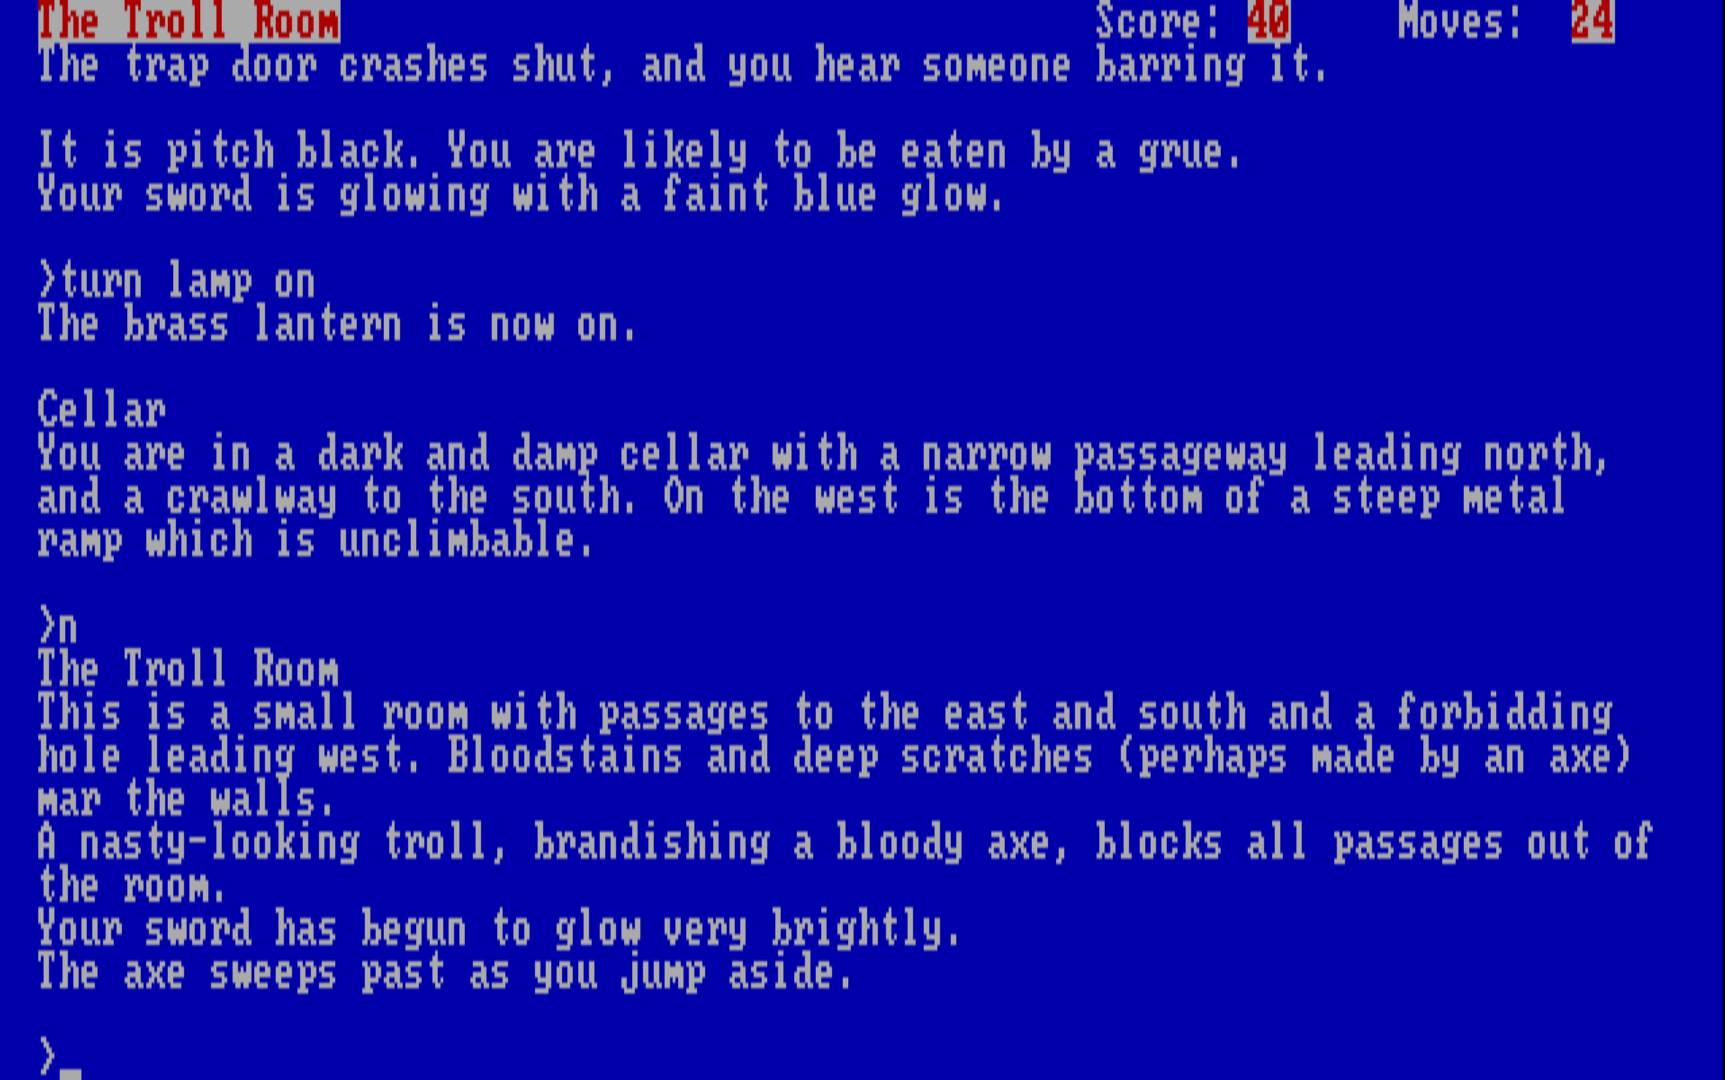 The Troll Room Score: 40 Moves: 24
The trap door crashes shut, and you hear someone barring it.
It is pitch black. You are likely to be eaten by a grue.
Your sword is glowing with a faint blue glow.
>turn lamp on
The brass lantern is now on.
Cellar
You are in a dark and damp cellar with a narrow passageway leading north,
and a crawlway to the south. On the west is the bottom of a steep metal
ramp which is unclimbable.
>n
The Troll Room
This is a small room with passages to the east and south and a forbidding
hole leading west. Bloodstains and deep scratches (perhaps made by an axe)
mar the walls.
A nasty-looking troll, brandishing a bloody axe, blocks all passages out of
the room.
Your sword has begun to glow very brightly.
The axe sweeps past as you jump aside.
>_